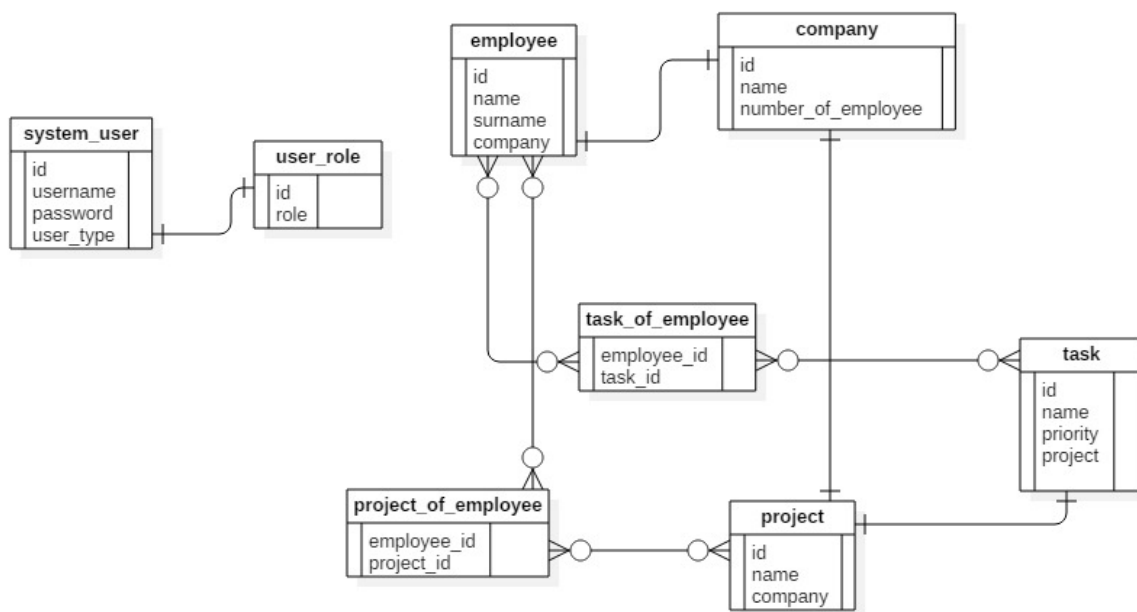 employee
id
name
surname
company
company
id
name
number_of_employee
system_user
id
username
password
user_type
user_role
id
role
task_of_employee
employee_id
task_id
task
id
name
priority
project
project_of_employee
employee_id
project_id
project
id
name
company